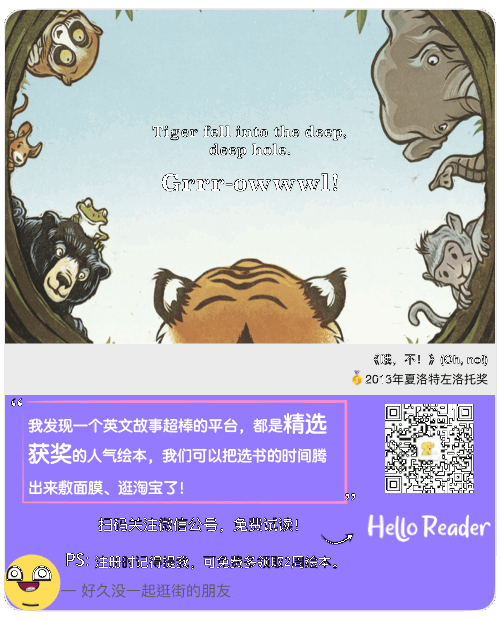 Tiger fell into the deep,
deep hole.
Grrr-owwwl!
《哦，不！》(Oh, no!)
2013年夏洛特左洛托奖
我发现一个英文故事超棒的平台，都是精选
获奖的人气绘本，我们可以把选书的时间腾
出来敷面膜、逛淘宝了！
扫码关注微信公号，免费试读！
Hello Reader
PS: 注册时记得提我，可免费多领取2周绘本。
— 好久没一起逛街的朋友